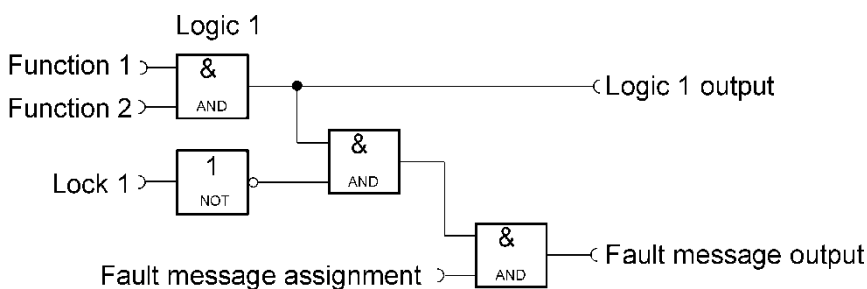 Logic 1
Function 1
&
Function 2
AND
Logic 1 output
&
AND
Lock 1
1
NOT
&
AND
Fault message output
Fault message assignment